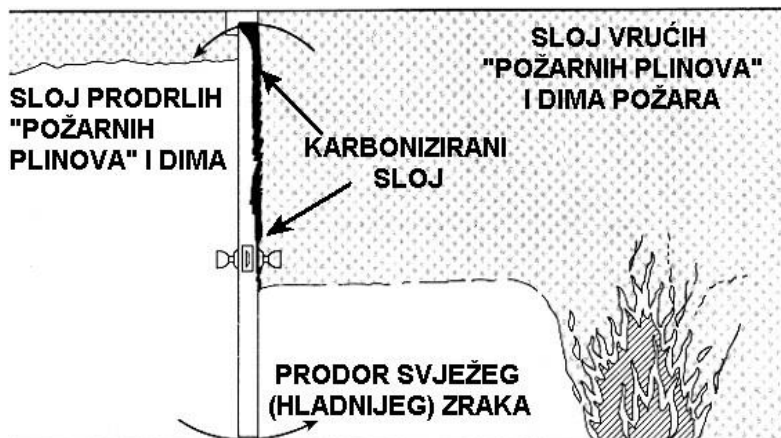 SLOJ PRODRLIH
"POŽARNIH
PLINOVA" I DIMA
SLOJ VRUĆIH
"POŽARNIH PLINOVA"
I DIMA POŽARA
KARBONIZIRANI
SLOJ
PRODOR SVJEŽEG
(HLADNIJEG) ZRAKA